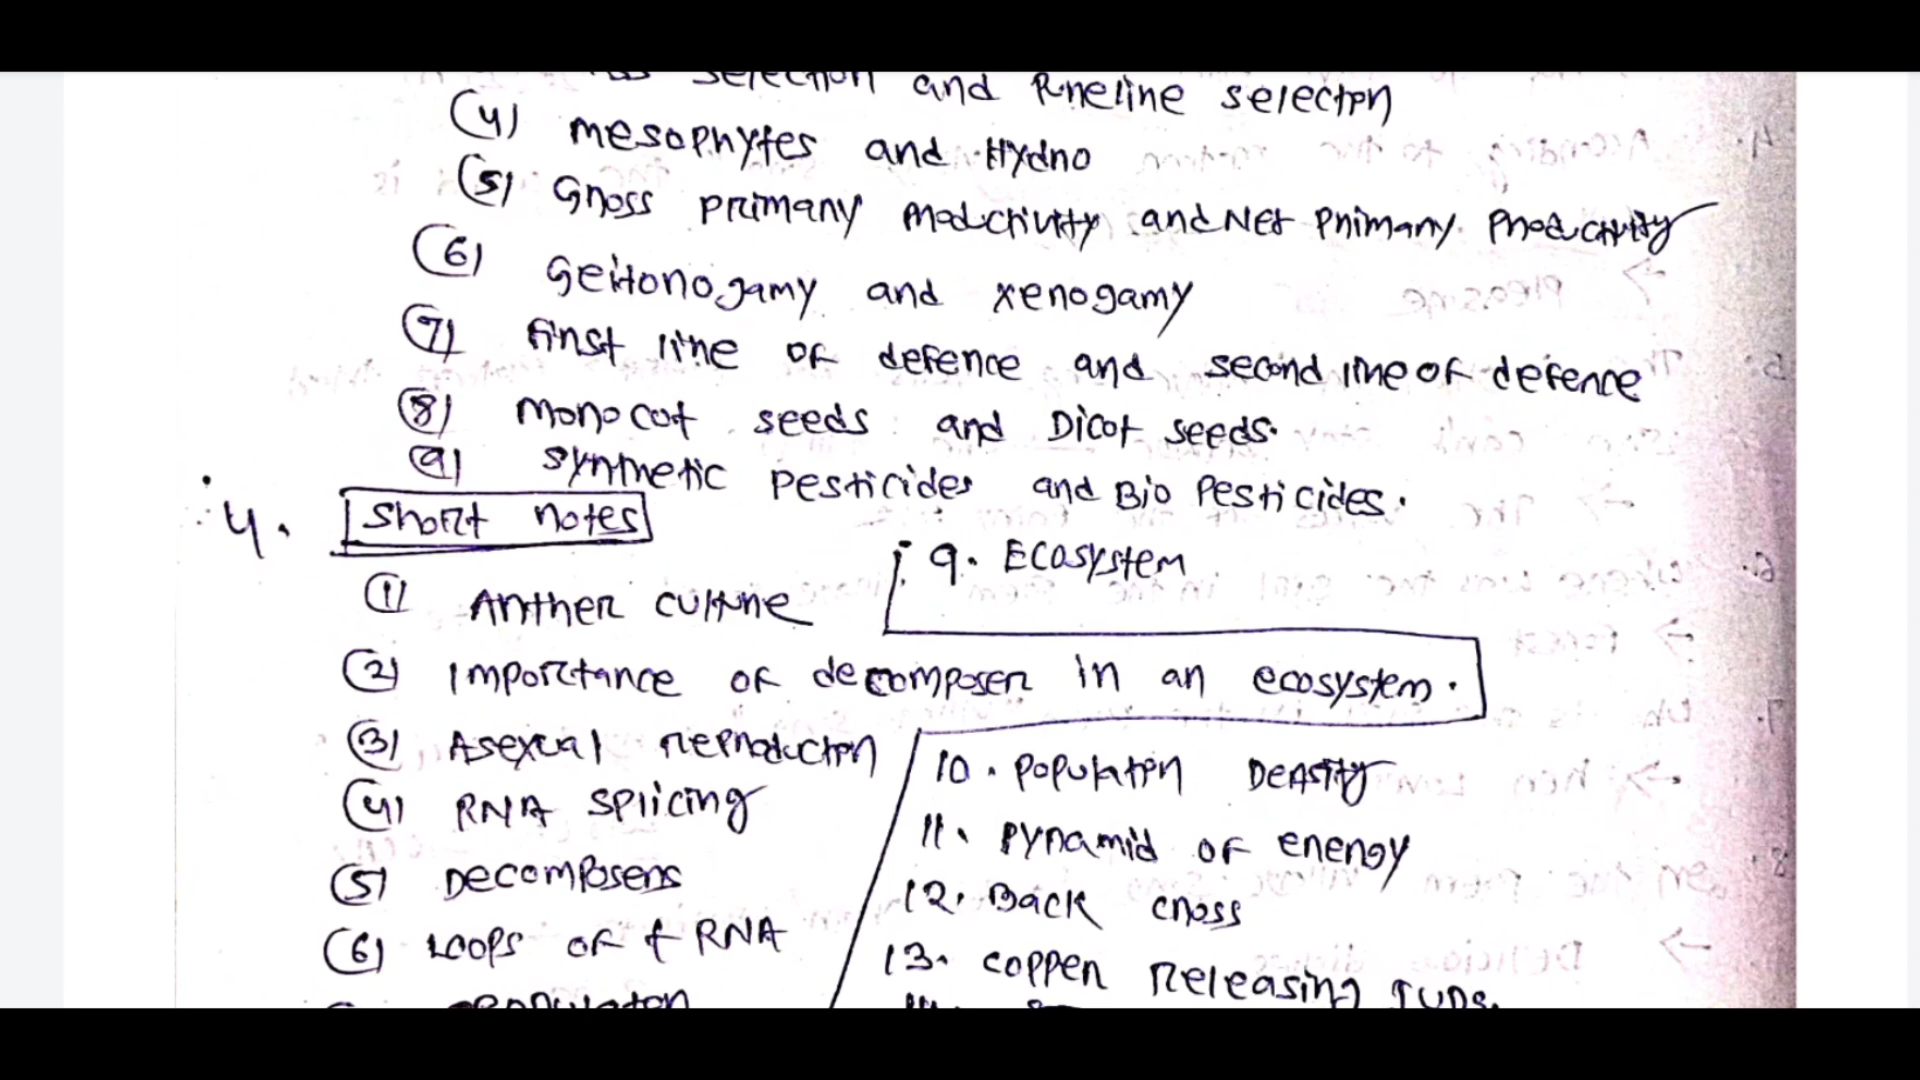 selection and Pureline selection
(4) mesophytes and Hydro
(5) Gross primary productivity and Net Primary Productivity
(6) Geitonogamy and xenogamy
(7) first line of defence and second line of defence
(8) Monocot seeds and Dicot seeds.
(9) synthetic Pesticides and Bio Pesticides.
4. Short notes
(1) Anther culture
(2) Importance of decomposer in an ecosystem.
(3) Asexual reproduction
(4) RNA splicing
(5) Decomposers
(6) Loops of t RNA
9. Ecosystem
10. Population Density
11. Pyramid of energy
12. Back cross
13. copper releasing IUDs.